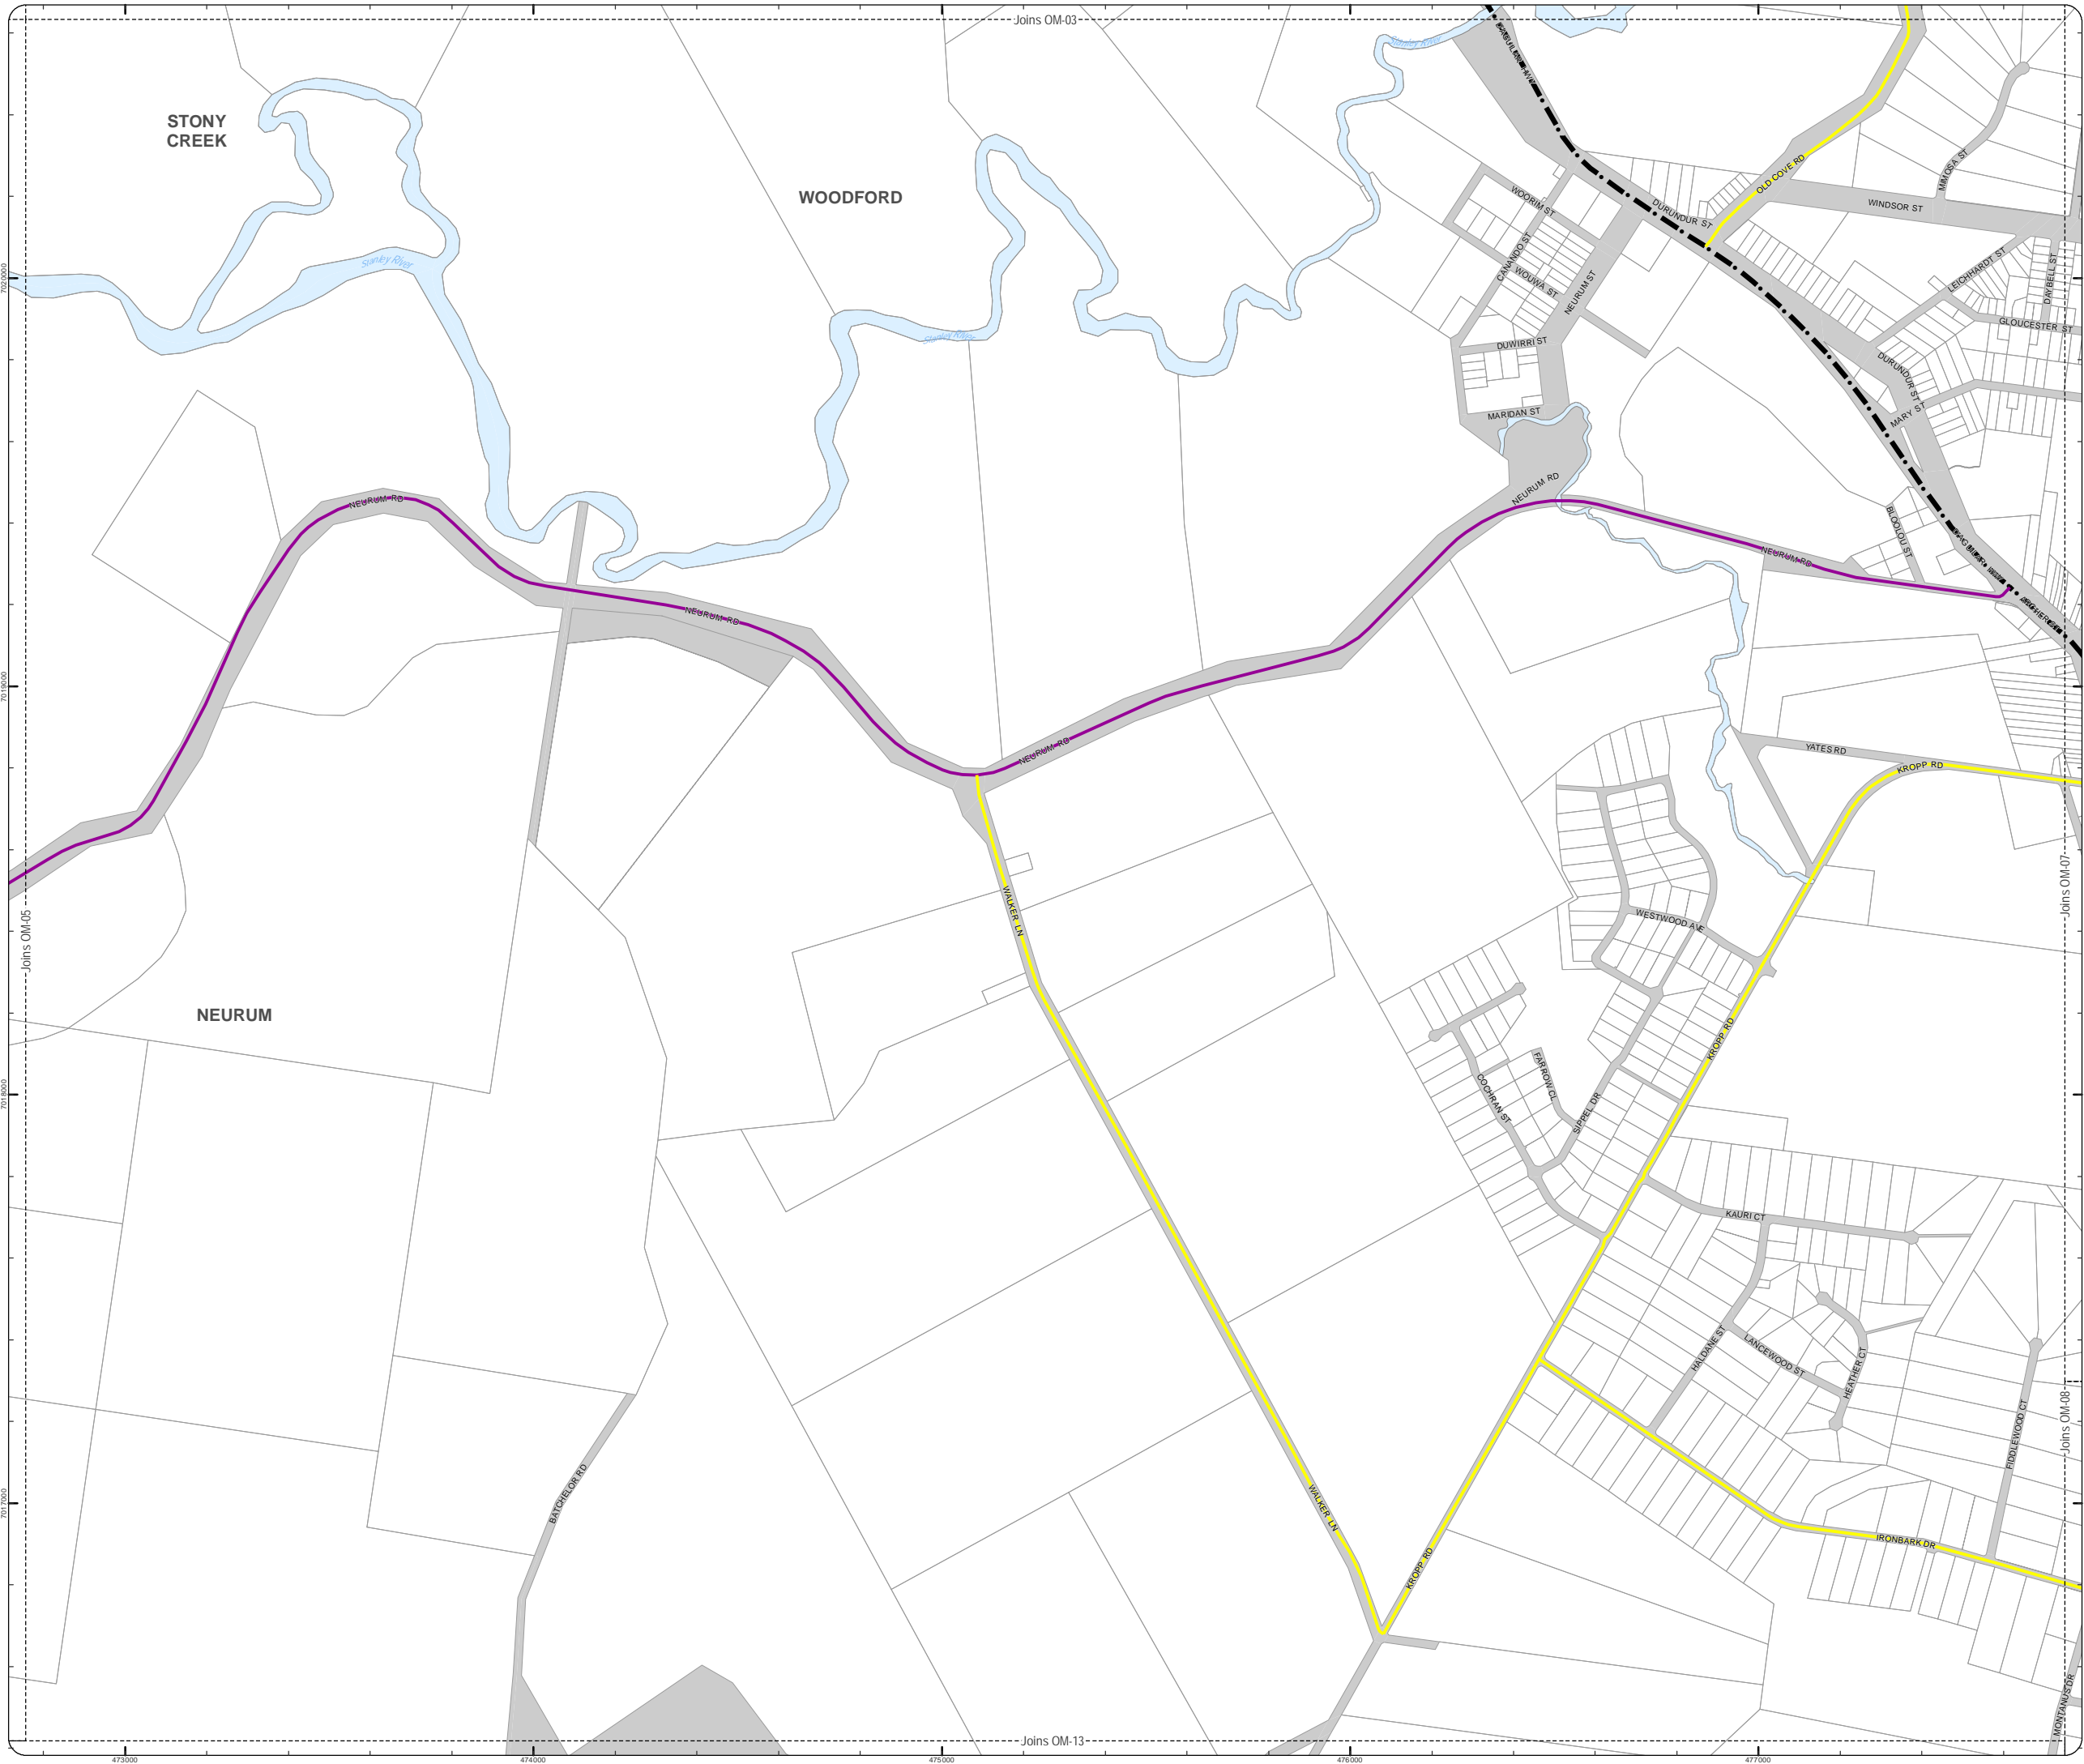 Joins OM-03
Stanley River
STONY
CREEK
WOODFORD
OLD COVE RD
MIMOSA ST
WOORIM ST
DURUNDUR ST
WINDSOR ST
CANANDO ST
WOUWA ST
NEURUM ST
LEICHHARDT ST
DAYBELL ST
GLOUCESTER ST
Stanley River
Stanley River
DUWIRRI ST
DURUNDUR ST
MARIDAN ST
MARY ST
7020000
NEURUM RD
NEURUM RD
BLOOLOU ST
NEURUM RD
NEURUM RD
7019000
NEURUM RD
YATES RD
KROPP RD
WALKER LN
WESTWOOD AVE
Joins OM-05
Joins OM-07
NEURUM
KROPP RD
FARROW CL
COCHRAN ST
SIPPEL DR
7018000
KAURI CT
HALDANE ST
LANCEWOOD ST
HEATHER CT
FIDDLEWOOD CT
Joins OM-08
BATCHELOR RD
WALKER LN
7017000
IRONBARK DR
KROPP RD
MONTANUS DR
Joins OM-13
473000
474000
475000
476000
477000